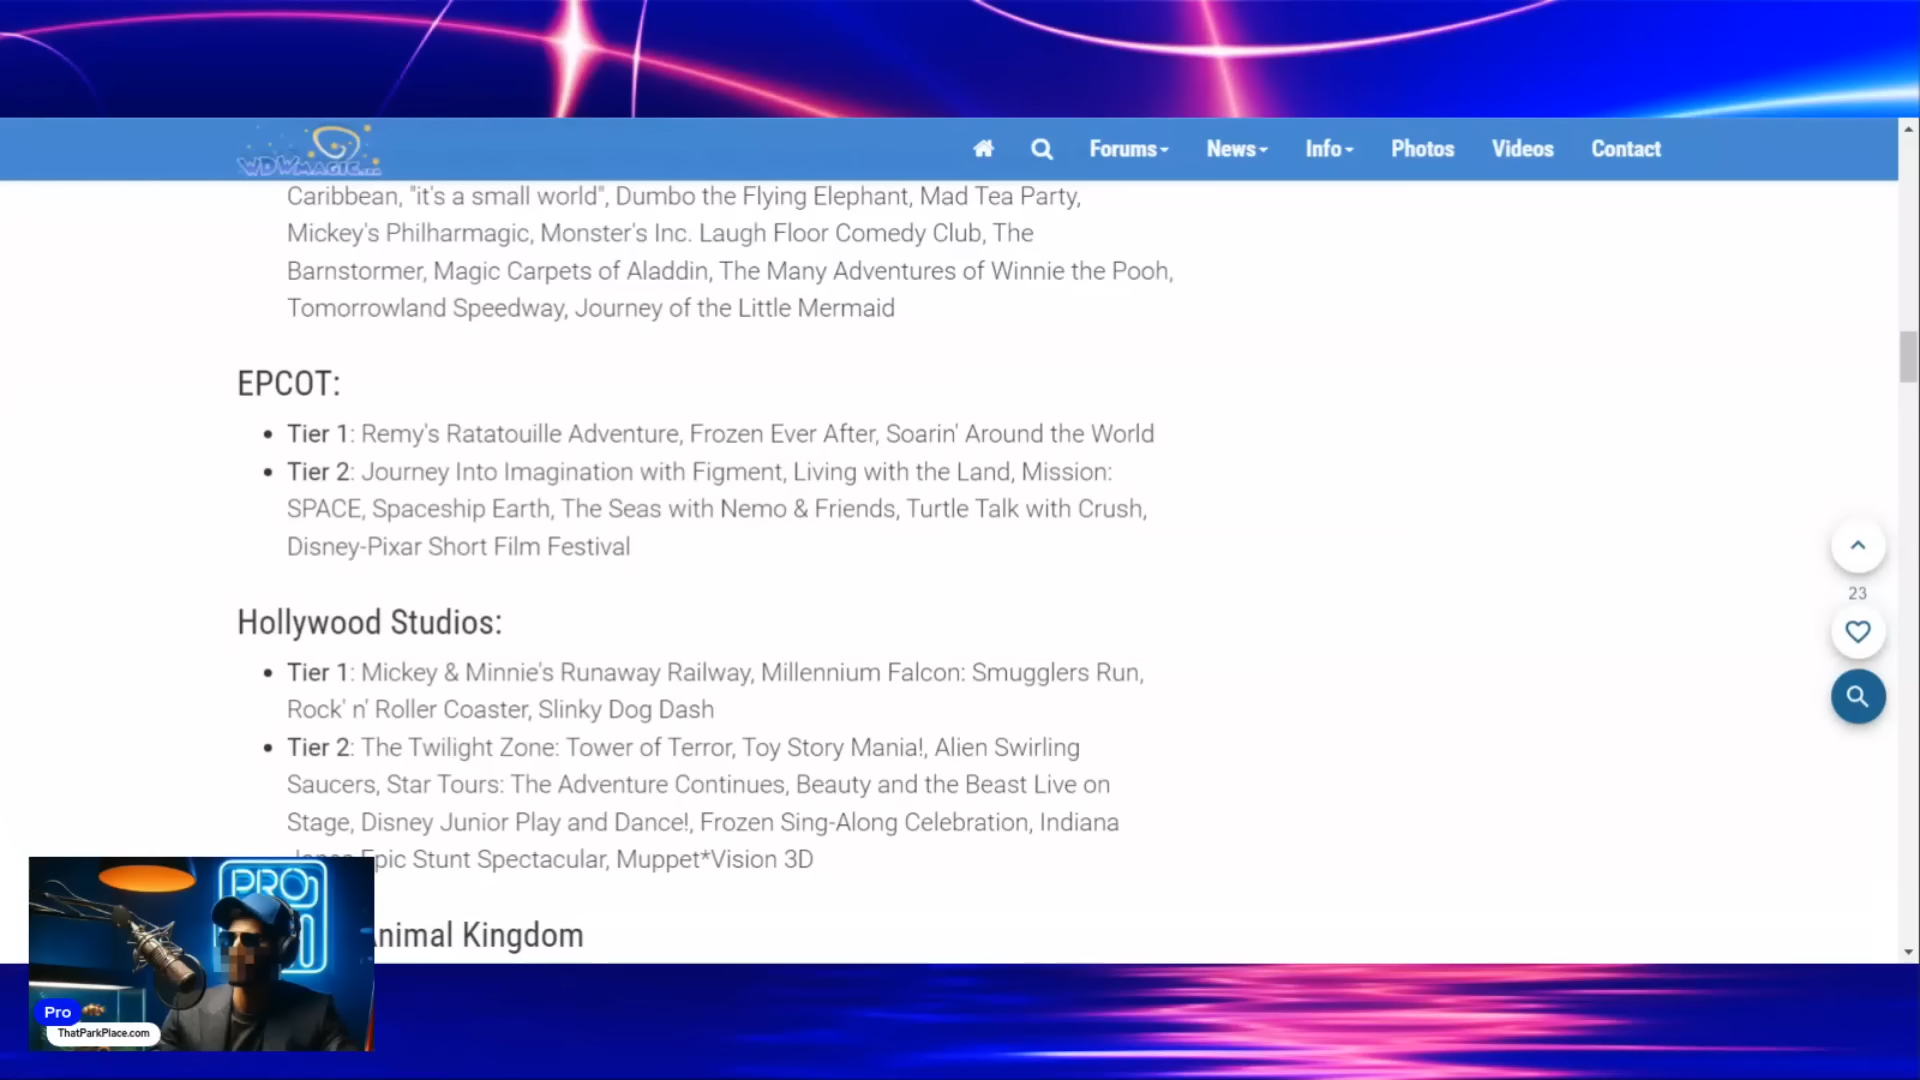 WDWMAGIC.COM
Forums
News
Info
Photos
Videos
Contact
Caribbean, "it's a small world", Dumbo the Flying Elephant, Mad Tea Party,
Mickey's Philharmagic, Monster's Inc. Laugh Floor Comedy Club, The
Barnstormer, Magic Carpets of Aladdin, The Many Adventures of Winnie the Pooh,
Tomorrowland Speedway, Journey of the Little Mermaid
EPCOT:
• Tier 1: Remy's Ratatouille Adventure, Frozen Ever After, Soarin' Around the World
• Tier 2: Journey Into Imagination with Figment, Living with the Land, Mission:
SPACE, Spaceship Earth, The Seas with Nemo & Friends, Turtle Talk with Crush,
Disney-Pixar Short Film Festival
23
Hollywood Studios:
• Tier 1: Mickey & Minnie's Runaway Railway, Millennium Falcon: Smugglers Run,
Rock' n' Roller Coaster, Slinky Dog Dash
• Tier 2: The Twilight Zone: Tower of Terror, Toy Story Mania!, Alien Swirling
Saucers, Star Tours: The Adventure Continues, Beauty and the Beast Live on
Stage, Disney Junior Play and Dance!, Frozen Sing-Along Celebration, Indiana
Epic Stunt Spectacular, Muppet*Vision 3D
Animal Kingdom
PRO
Pro
ThatParkPlace.com